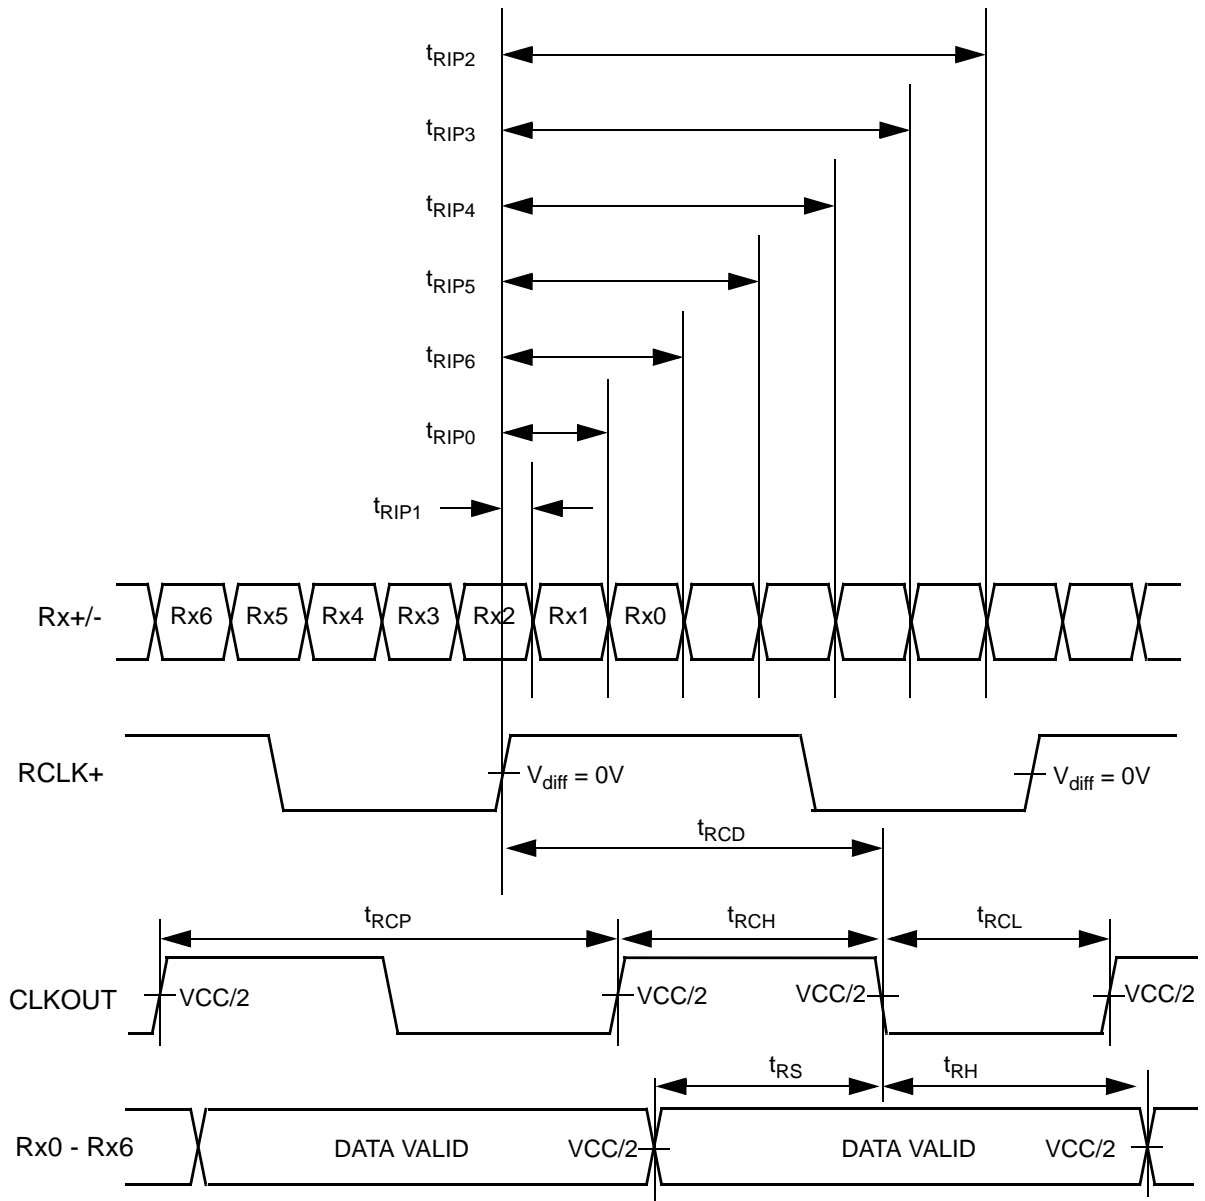 tRIP2
tRIP3
tRIP4
tRIP5
tRIP6
tRIP0
tRIP1
Rx+/- Rx6 Rx5 Rx4 Rx3 Rx2 Rx1 Rx0
RCLK+ Vdiff = 0V Vdiff = 0V
tRCD
tRCP tRCH tRCL
CLKOUT VCC/2 VCC/2 VCC/2 VCC/2
tRS tRH
Rx0 - Rx6 DATA VALID VCC/2 DATA VALID VCC/2